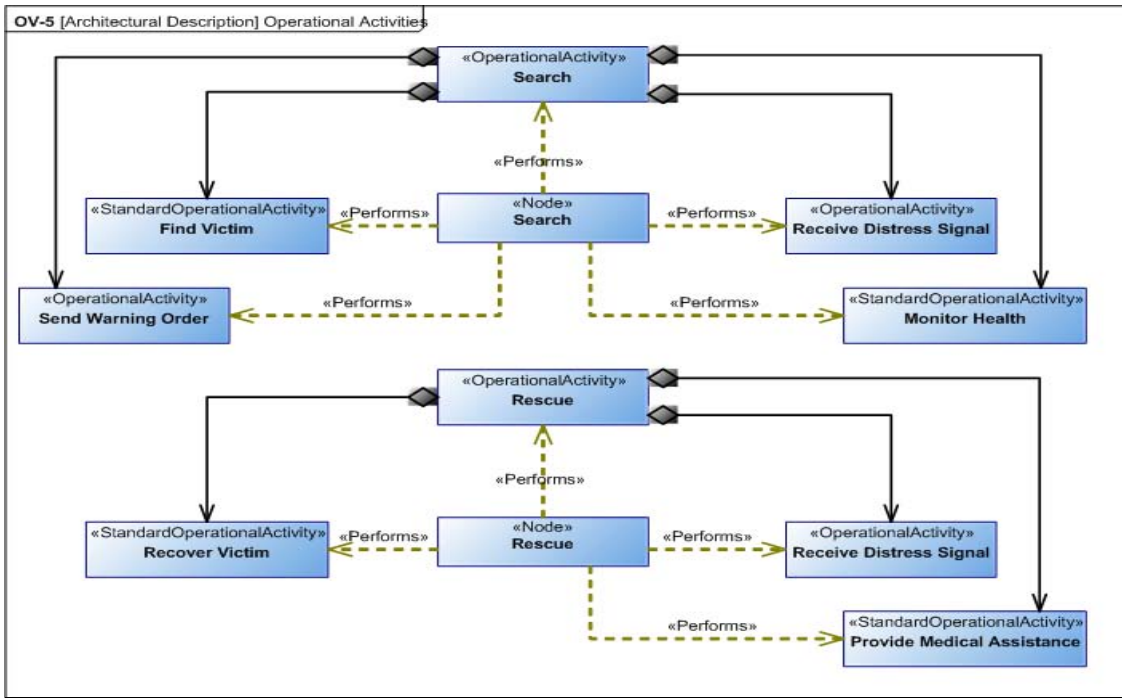 OV-5 [Architectural Description] Operational Activities
«OperationalActivity»
Search
«Performs»
«StandardOperationalActivity»
Find Victim
«Performs»
«Node»
Search
«Performs»
«OperationalActivity»
Receive Distress Signal
«OperationalActivity»
Send Warning Order
«Performs»
«Performs»
«StandardOperationalActivity»
Monitor Health
«OperationalActivity»
Rescue
«Performs»
«StandardOperationalActivity»
Recover Victim
«Performs»
«Node»
Rescue
«Performs»
«OperationalActivity»
Receive Distress Signal
«Performs»
«StandardOperationalActivity»
Provide Medical Assistance